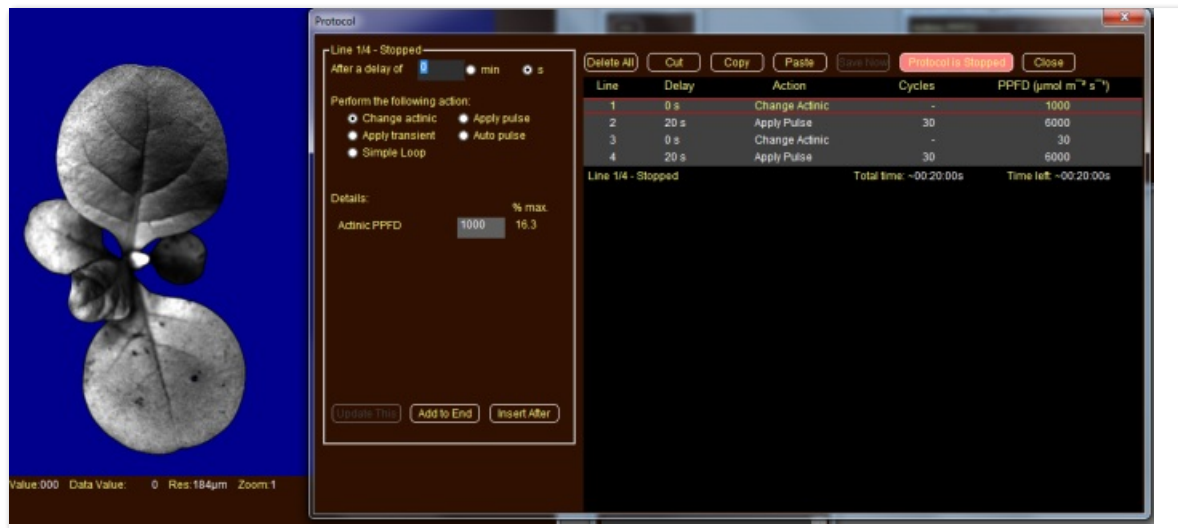 Protocol
Line 1/4 - Stopped
After a delay of 0 min s
Perform the following action:
Change actinic Apply pulse
Apply transient Auto pulse
Simple Loop
Details:
% max.
Actinic PPFD 1000 16.3
Update This Add to End Insert After
Delete All Cut Copy Paste Save Now Protocol is Stopped Close
Line Delay Action Cycles PPFD (µmol m⁻² s⁻¹)
1 0 s Change Actinic - 1000
2 20 s Apply Pulse 30 6000
3 0 s Change Actinic - 30
4 20 s Apply Pulse 30 6000
Line 1/4 - Stopped Total time: ~00:20:00s Time left: ~00:20:00s
Value:000 Data Value: 0 Res:184µm Zoom:1